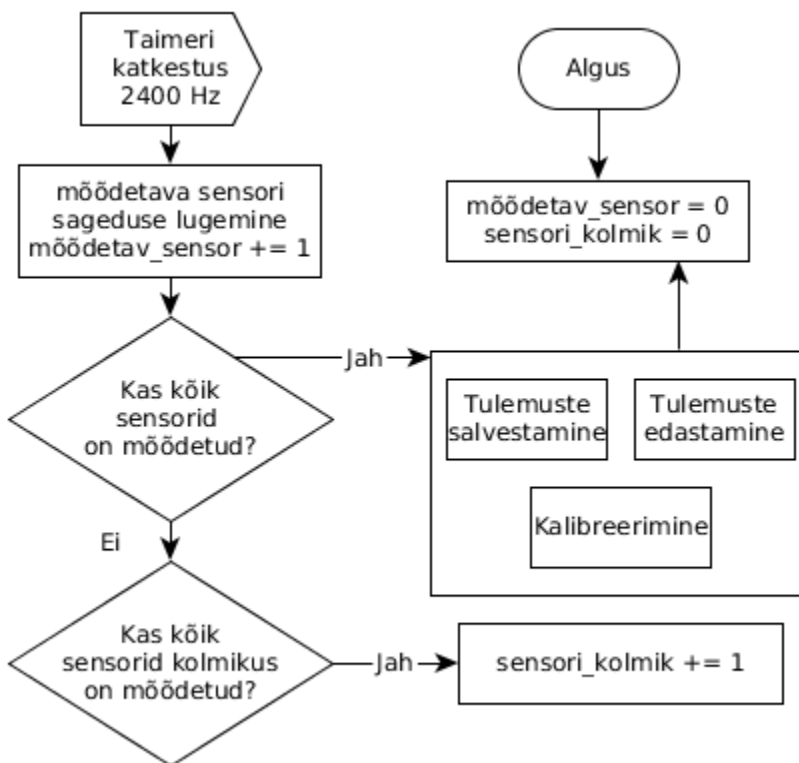 Taimeri
katkestus
2400 Hz
Algus
mõõdetava sensori
sageduse lugemine
mõõdetav_sensor += 1
mõõdetav_sensor = 0
sensori_kolmik = 0
Kas kõik
sensorid
on mõõdetud?
Jah
Tulemuste
salvestamine
Tulemuste
edastamine
Kalibreerimine
Ei
Kas kõik
sensorid kolmikus
on mõõdetud?
Jah
sensori_kolmik += 1